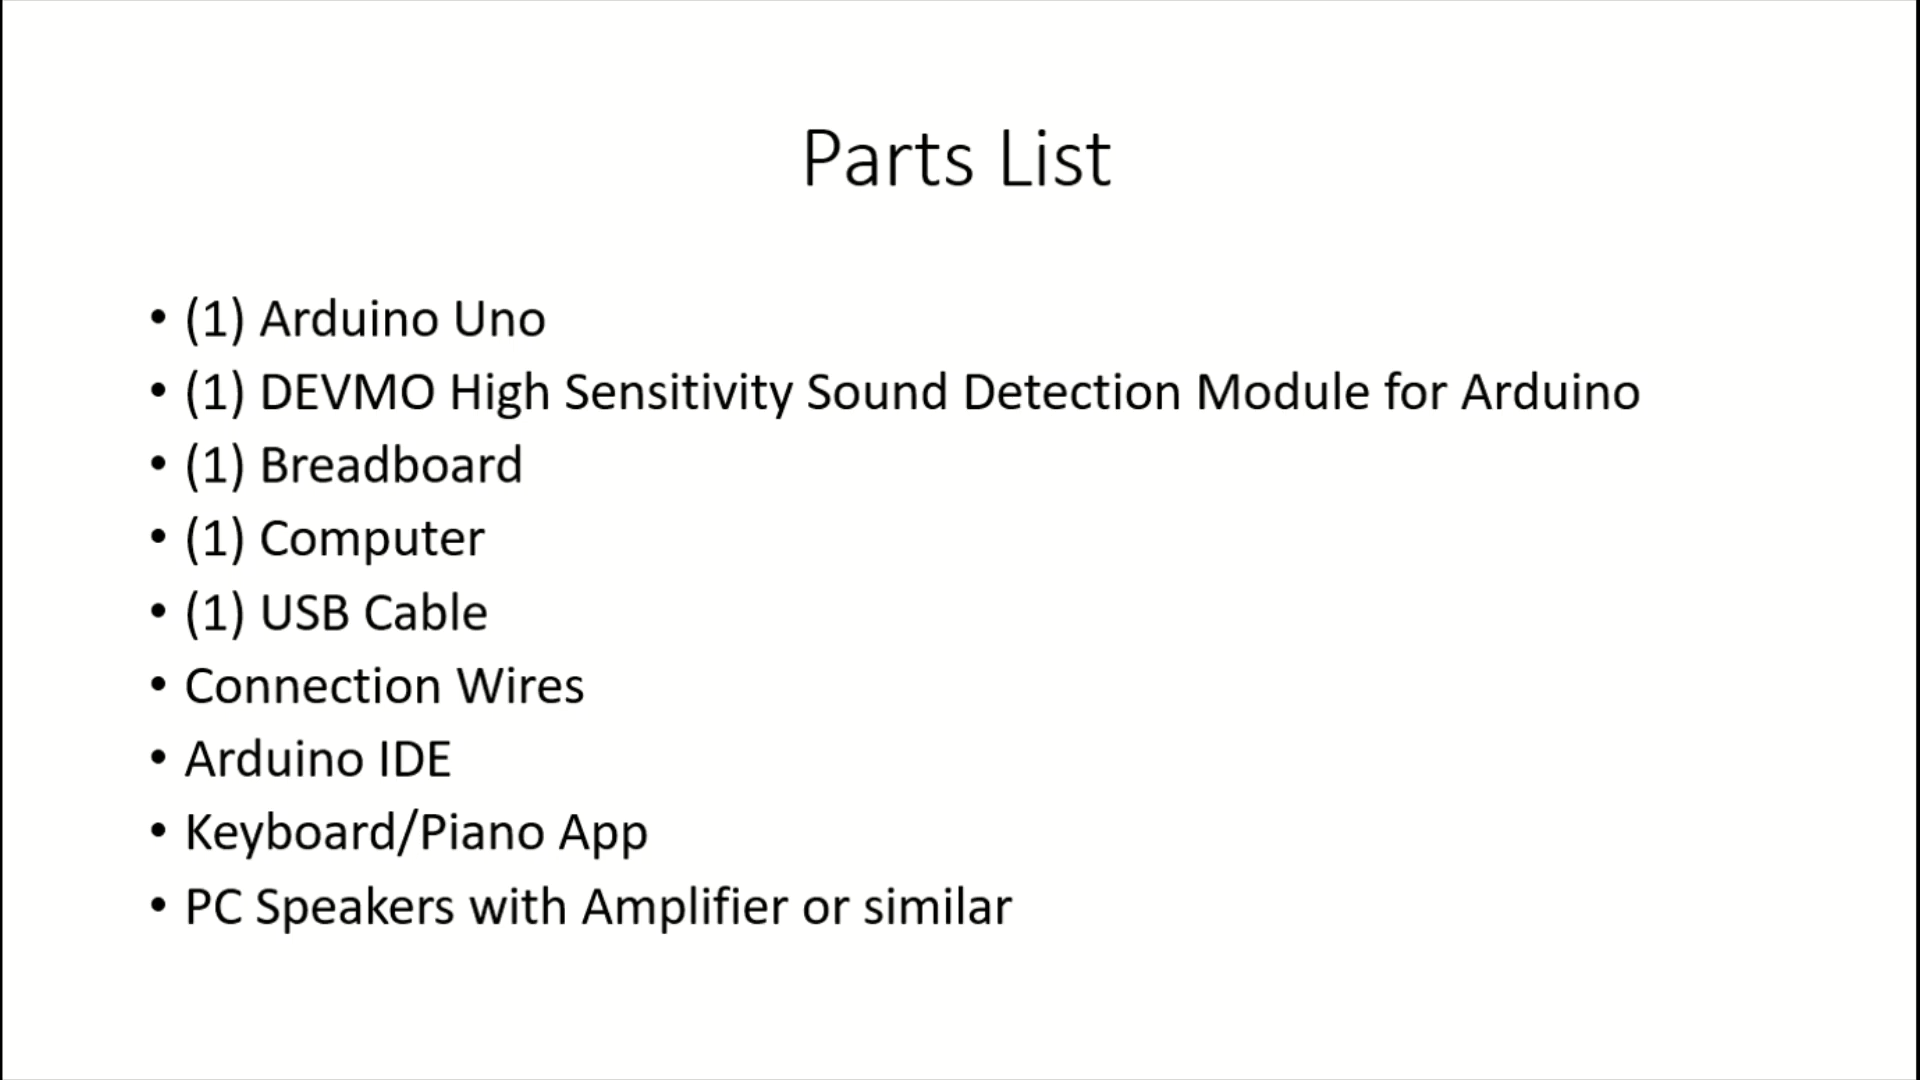 Parts List
• (1) Arduino Uno
• (1) DEVMO High Sensitivity Sound Detection Module for Arduino
• (1) Breadboard
• (1) Computer
• (1) USB Cable
• Connection Wires
• Arduino IDE
• Keyboard/Piano App
• PC Speakers with Amplifier or similar